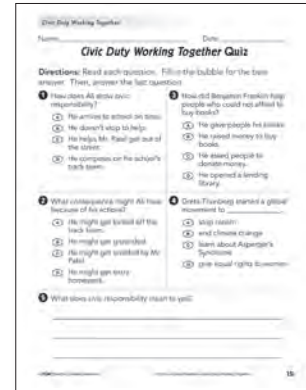 Civic Duty Working Together
Name Date
Civic Duty Working Together Quiz
Directions: Read each question. Fill in the bubble for the best
answer. Then, answer the last question.
1 How does Ali show civic
responsibility?
A He arrives to school on time.
B He doesn't stop to help.
C He helps Mr. Patel get out of
the street.
D He competes on his school's
track team.
2 What consequence might Ali face
because of his actions?
A He might get kicked off the
track team.
B He might get suspended.
C He might get scolded by Mr.
Patel.
D He might get extra
homework.
3 How did Benjamin Franklin help
people who could not afford to
buy books?
A He gave people his books.
B He raised money to buy
books.
C He asked people to
donate money.
D He opened a lending
library.
4 Greta Thunberg started a global
movement to
A stop racism
B end climate change
C learn about Asperger's
Syndrome
D give equal rights to women
5 What does civic responsibility mean to you?
15